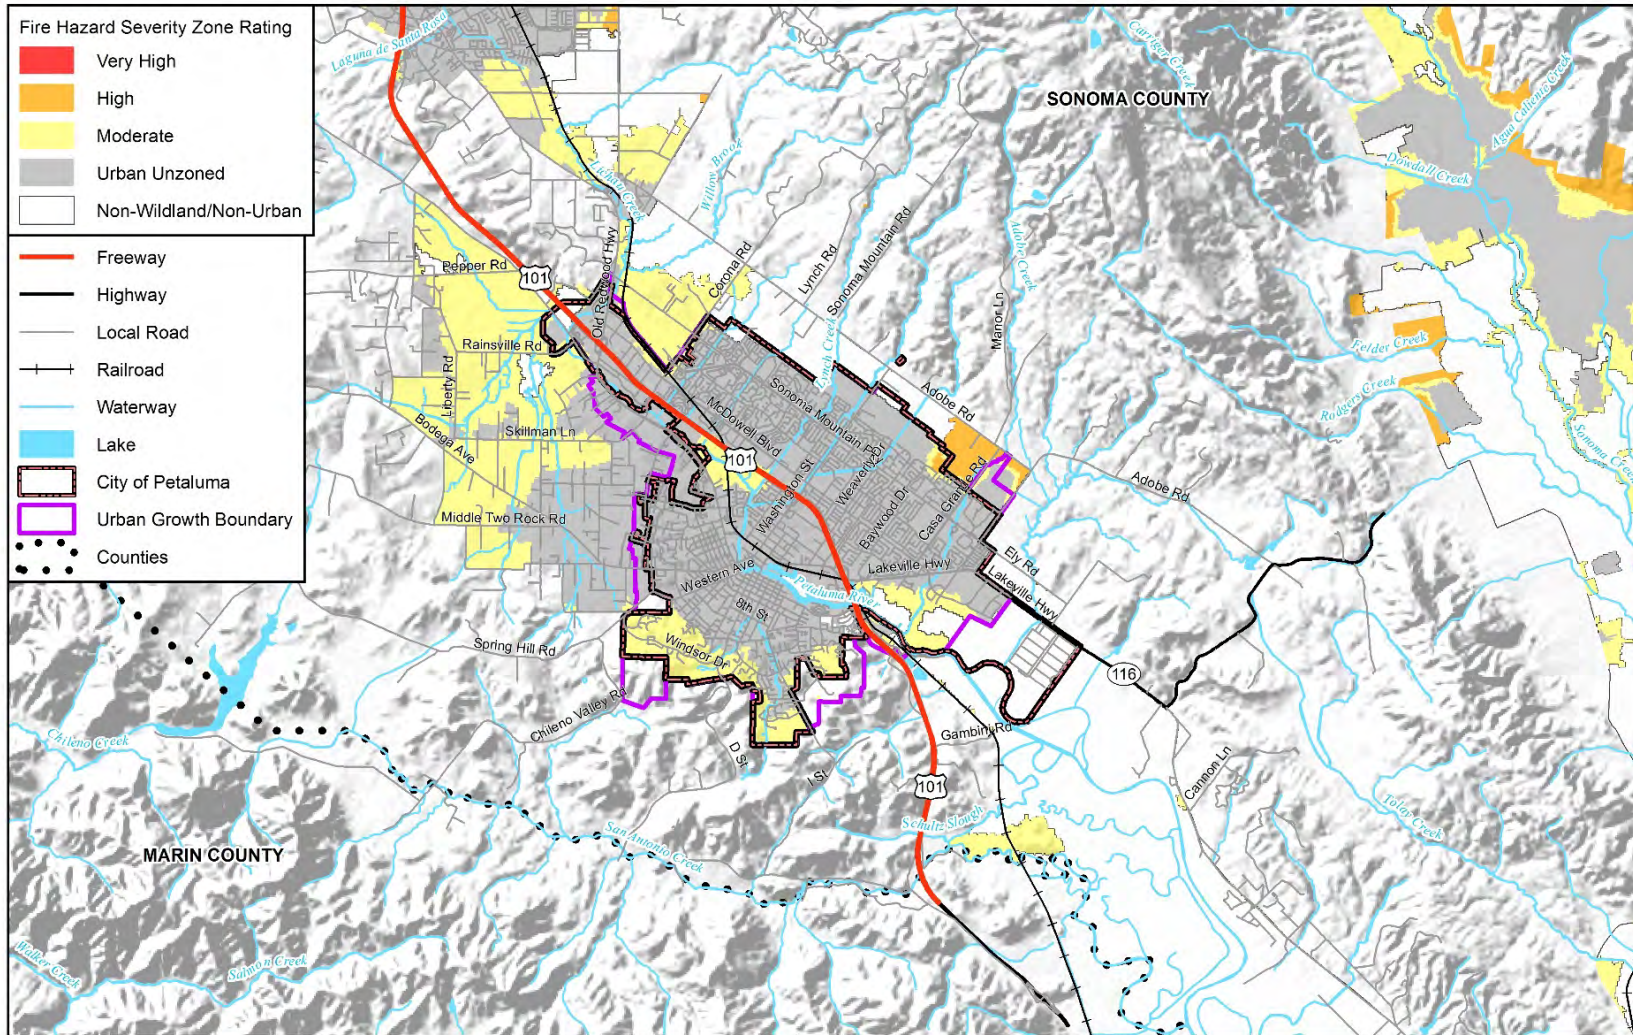 Fire Hazard Severity Zone Rating
Very High
High
Moderate
Urban Unzoned
Non-Wildland/Non-Urban
Freeway
Highway
Local Road
Railroad
Waterway
Lake
City of Petaluma
Urban Growth Boundary
Counties
Laguna de Santa Rosa
Carriger Creek
SONOMA COUNTY
Agua Caliente Creek
Dowdall Creek
Willow Brook
Lichau Creek
Adobe Creek
Old Redwood Hwy
Corona Rd
Lynch Rd
Sonoma Mountain Rd
Manor Ln
Pepper Rd
101
Rainsville Rd
Liberty Rd
Lynch Creek
Felder Creek
Rodgers Creek
Sonoma Creek
Adobe Rd
Sonoma Mountain P
McDowell Blvd
Bodega Ave
Skillman Ln
101
Washington St
Weaverly Dr
Baywood Dr
Casa Grande Rd
Adobe Rd
Middle Two Rock Rd
Western Ave
Lakeville Hwy
Ely Rd
Lakeville Hwy
Petaluma River
8th St
Windsor Dr
Spring Hill Rd
116
Chileno Valley Rd
D St
I St
Gambini Rd
Chileno Creek
Cannon Ln
101
Schultz Slough
Tolay Creek
San Antonio Creek
MARIN COUNTY
Walker Creek
Salmon Creek